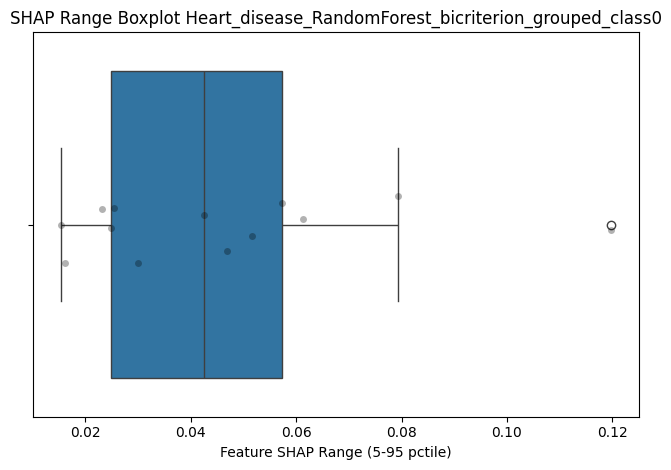 SHAP Range Boxplot Heart_disease_RandomForest_bicriterion_grouped_class0
0.02 0.04 0.06 0.08 0.10 0.12
Feature SHAP Range (5-95 pctile)